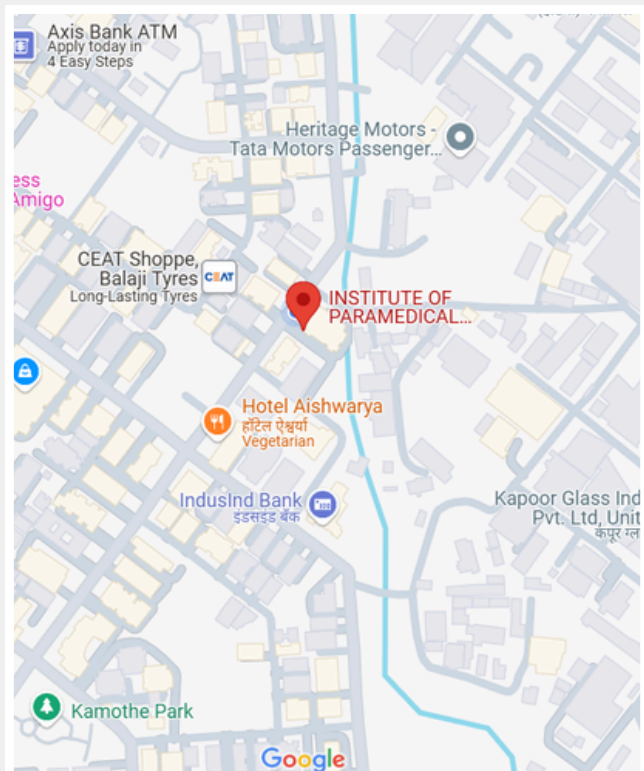 Axis Bank ATM
Apply today in
4 Easy Steps
Heritage Motors -
Tata Motors Passenger...
ess
Amigo
CEAT Shoppe,
Balaji Tyres
Long-Lasting Tyres
CEAT
INSTITUTE OF
PARAMEDICAL...
Hotel Aishwarya
हॉटेल ऐश्वर्या
Vegetarian
IndusInd Bank
इंडसइंड बँक
Kapoor Glass Ind
Pvt. Ltd, Unit
कपूर ग्ल
Kamothe Park
Google